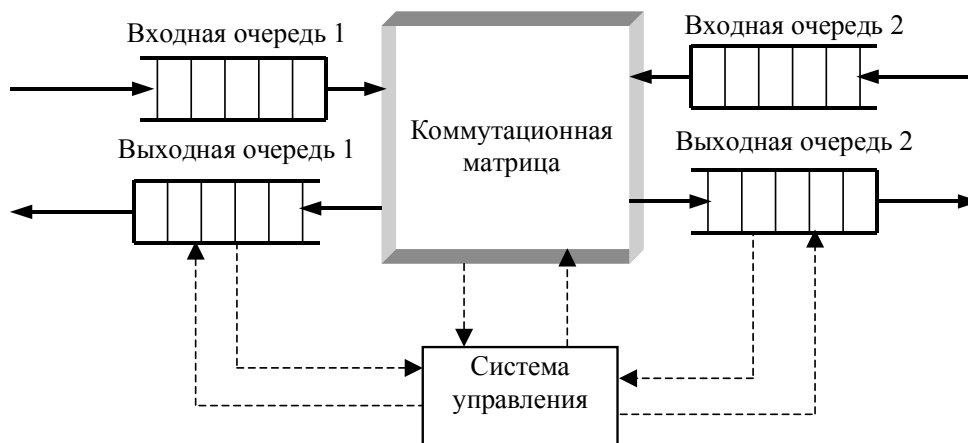 Входная очередь 1
Входная очередь 2
Коммутационная
матрица
Выходная очередь 1
Выходная очередь 2
Система
управления